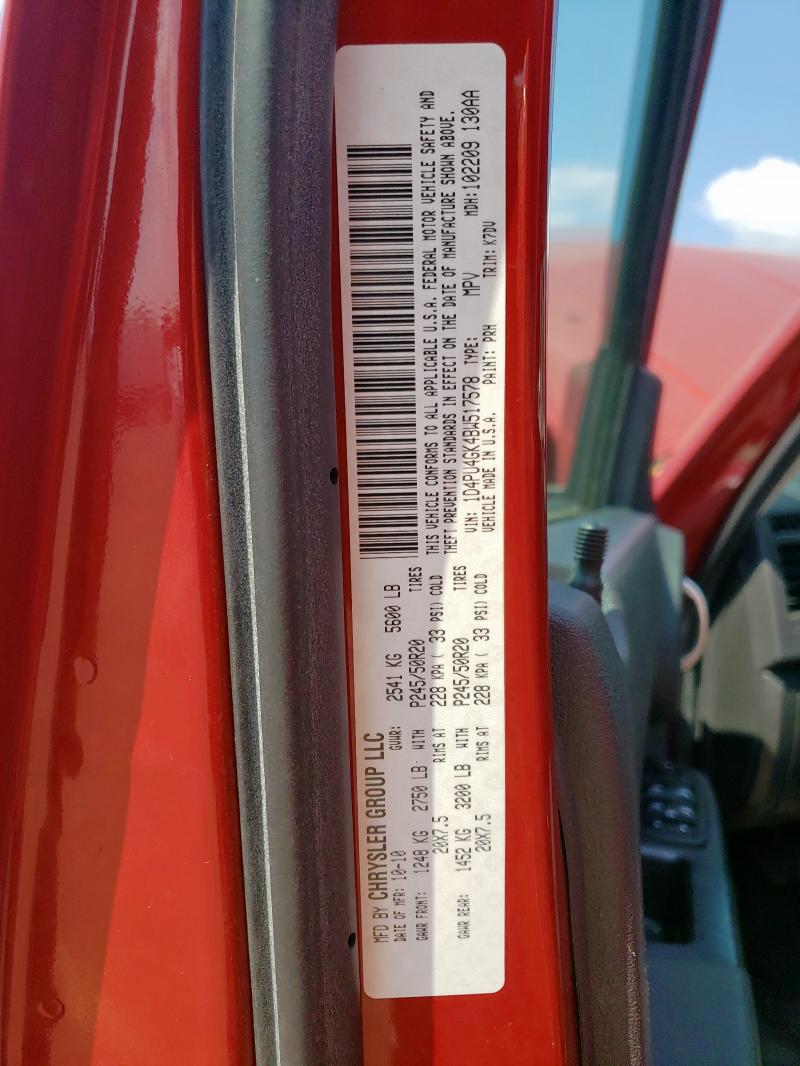 MFD BY CHRYSLER GROUP LLC
DATE OF MFR: 10-10 GVWR: 2541 KG 5600 LB
GAWR FRONT: 1248 KG 2750 LB WITH P245/50R20 TIRES
20X7.5 RIMS AT 228 KPA ( 33 PSI) COLD
GAWR REAR: 1452 KG 3200 LB WITH P245/50R20 TIRES
20X7.5 RIMS AT 228 KPA ( 33 PSI) COLD
THIS VEHICLE CONFORMS TO ALL APPLICABLE U.S.A. FEDERAL MOTOR VEHICLE SAFETY AND
THEFT PREVENTION STANDARDS IN EFFECT ON THE DATE OF MANUFACTURE SHOWN ABOVE.
VIN: 1D4PU4GK4BW517578 TYPE: MPV MDH:102209 130AA
VEHICLE MADE IN U.S.A. PAINT: PRH TRIM: K7DV